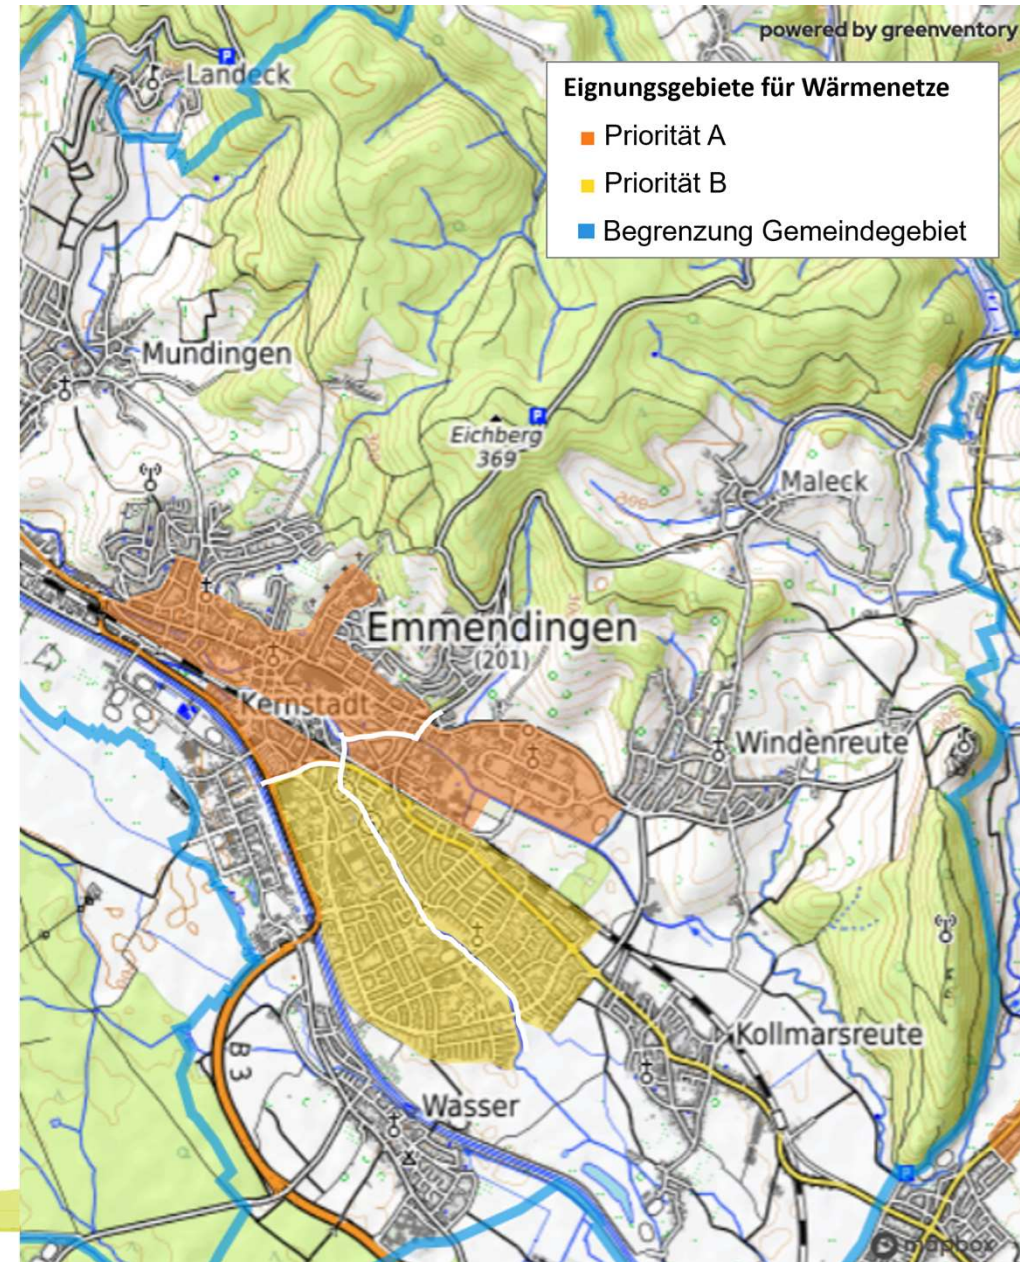 powered by greenventory
Landeck
Eignungsgebiete für Wärmenetze
Priorität A
Priorität B
Begrenzung Gemeindegebiet
Mundingen
Eichberg
369
300
Maleck
Emmendingen
(201)
Kernstadt
Windenreute
B 3
Kollmarsreute
Wasser
mapbox